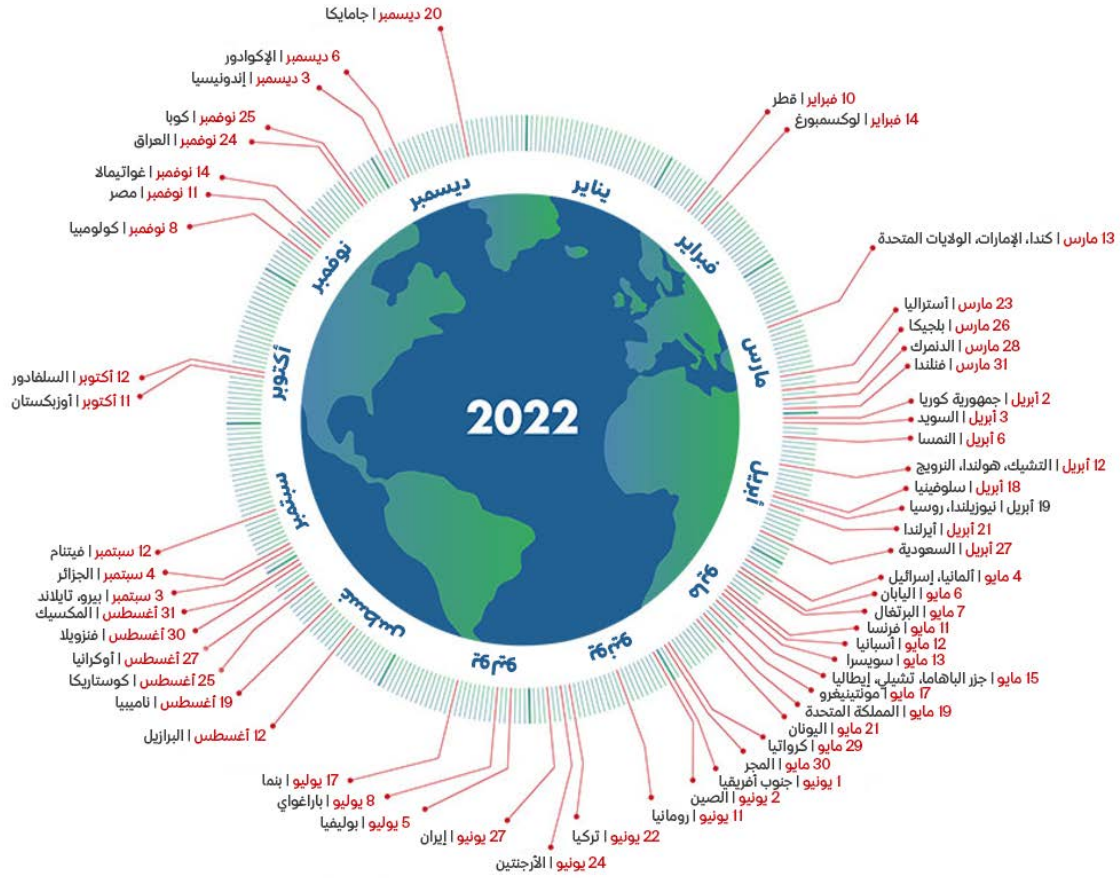 20 ديسمبر | جامايكا
6 ديسمبر | الإكوادور
3 ديسمبر | إندونيسيا
25 نوفمبر | كوبا
24 نوفمبر | العراق
14 نوفمبر | غواتيمالا
11 نوفمبر | مصر
8 نوفمبر | كولومبيا
12 أكتوبر | السلفادور
11 أكتوبر | أوزبكستان
12 سبتمبر | فيتنام
4 سبتمبر | الجزائر
3 سبتمبر | بيرو، تايلاند
31 أغسطس | المكسيك
30 أغسطس | فنزويلا
27 أغسطس | أوكرانيا
25 أغسطس | كوستاريكا
19 أغسطس | ناميبيا
12 أغسطس | البرازيل
17 يوليو | بنما
8 يوليو | باراغواي
5 يوليو | بوليفيا
27 يونيو | إيران
24 يونيو | الأرجنتين
22 يونيو | تركيا
11 يونيو | رومانيا
2 يونيو | الصين
1 يونيو | جنوب أفريقيا
30 مايو | المجر
29 مايو | كرواتيا
21 مايو | اليونان
19 مايو | المملكة المتحدة
17 مايو | مونتينيغرو
15 مايو | جزر الباهاما، تشيلي، إيطاليا
13 مايو | سويسرا
12 مايو | أسبانيا
11 مايو | فرنسا
7 مايو | البرتغال
6 مايو | اليابان
4 مايو | ألمانيا، إسرائيل
27 أبريل | السعودية
21 أبريل | أيرلندا
19 أبريل | نيوزيلندا، روسيا
18 أبريل | سلوفينيا
12 أبريل | التشيك، هولندا، النرويج
6 أبريل | النمسا
3 أبريل | السويد
2 أبريل | جمهورية كوريا
31 مارس | فنلندا
28 مارس | الدنمرك
26 مارس | بلجيكا
23 مارس | أستراليا
13 مارس | كندا، الإمارات، الولايات المتحدة
14 فبراير | لوكسمبورغ
10 فبراير | قطر
يناير
فبراير
مارس
أبريل
مايو
يونيو
يوليو
غسطس
سبتمبر
أكتوبر
نوفمبر
ديسمبر
2022